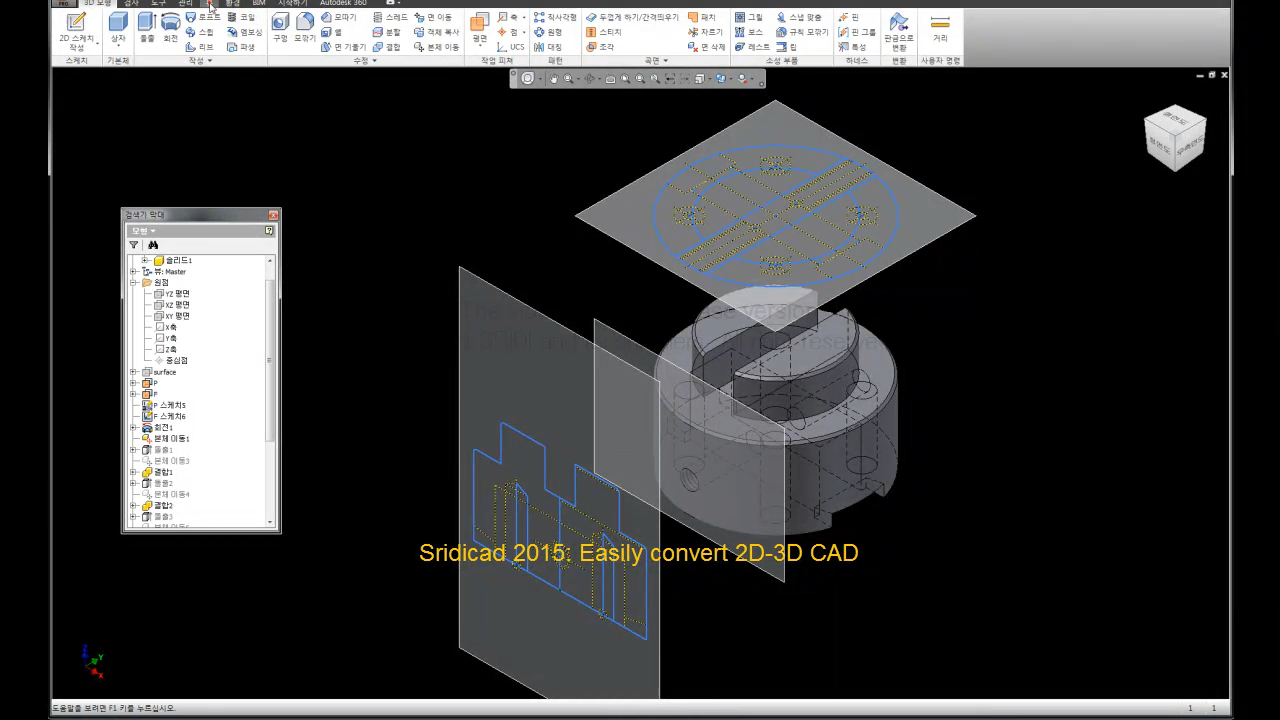 PRO 3D 모형 검사 도구 관리 환경 BIM 시작하기 Autodesk 360
2D 스케치 작성
상자
돌출
회전
로프트
스윕
리브
코일
엠보싱
파생
구멍
모깎기
모따기
쉘
면 기울기
스레드
분할
결합
면 이동
객체 복사
본체 이동
평면
축
점
UCS
직사각형
원형
대칭
두껍게 하기/간격띄우기
스티치
조각
패치
자르기
면 삭제
그릴
보스
레스트
스냅 맞춤
규칙 모깎기
립
핀
핀 그룹
특성
판금으로 변환
거리
스케치 기본체 작성 수정 작업 피쳐 패턴 곡면 소성 부품 하네스 변환 사용자 명령
정면도
우측면도
검색기 막대
모형
솔리드1
뷰: Master
원점
YZ 평면
XZ 평면
XY 평면
X축
Y축
Z축
중심점
surface
P
F
P 스케치5
F 스케치6
회전1
본체 이동1
돌출1
본체 이동3
결합1
돌출2
본체 이동4
결합2
돌출3
Sridicad 2015: Easily convert 2D-3D CAD
Z
Y
X
도움말을 보려면 F1 키를 누르십시오.
1 1